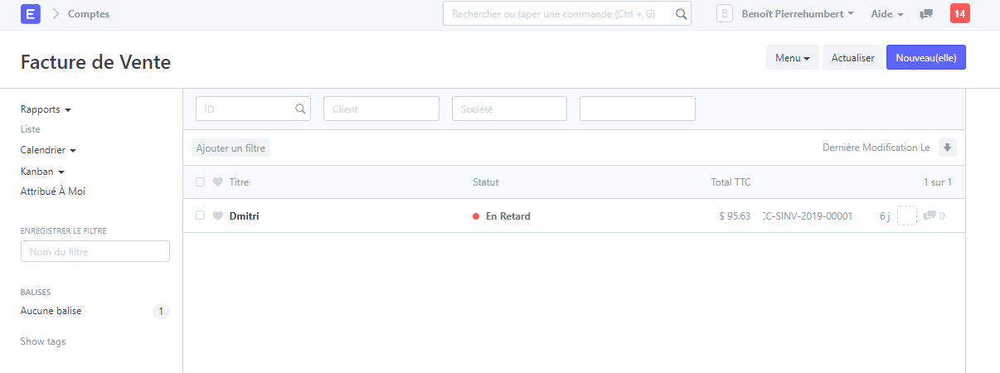 E Comptes Rechercher ou taper une commande (Ctrl + G) B Benoît Pierrehumbert Aide 14
Facture de Vente Menu Actualiser Nouveau(elle)
Rapports
Liste
Calendrier
Kanban
Attribué À Moi
ENREGISTRER LE FILTRE
Nom du filtre
BALISES
Aucune balise 1
Show tags
ID Client Société
Ajouter un filtre Dernière Modification Le
Titre Statut Total TTC 1 sur 1
Dmitri En Retard $ 95.63 CC-SINV-2019-00001 6 j 0